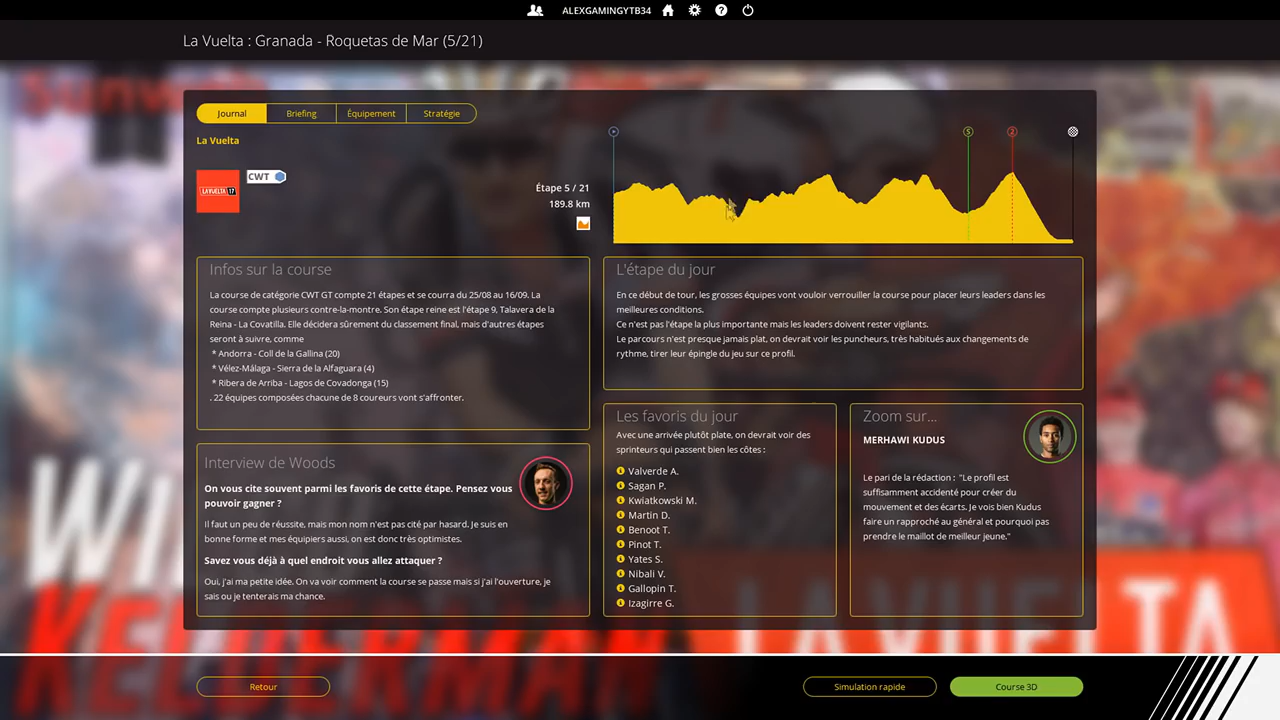 ALEXGAMINGYTB34
La Vuelta : Granada - Roquetas de Mar (5/21)
Journal
Briefing
Équipement
Stratégie
La Vuelta
LA VUELTA 17
CWT
Étape 5 / 21
189.8 km
S
2
Infos sur la course
La course de catégorie CWT GT compte 21 étapes et se courra du 25/08 au 16/09. La
course compte plusieurs contre-la-montre. Son étape reine est l'étape 9, Talavera de la
Reina - La Covatilla. Elle décidera sûrement du classement final, mais d'autres étapes
seront à suivre, comme
* Andorra - Coll de la Gallina (20)
* Vélez-Málaga - Sierra de la Alfaguara (4)
* Ribera de Arriba - Lagos de Covadonga (15)
. 22 équipes composées chacune de 8 coureurs vont s'affronter.
L'étape du jour
En ce début de tour, les grosses équipes vont vouloir verrouiller la course pour placer leurs leaders dans les
meilleures conditions.
Ce n'est pas l'étape la plus importante mais les leaders doivent rester vigilants.
Le parcours n'est presque jamais plat, on devrait voir les puncheurs, très habitués aux changements de
rythme, tirer leur épingle du jeu sur ce profil.
Interview de Woods
On vous cite souvent parmi les favoris de cette étape. Pensez vous
pouvoir gagner ?
Il faut un peu de réussite, mais mon nom n'est pas cité par hasard. Je suis en
bonne forme et mes équipiers aussi, on est donc très optimistes.
Savez vous déjà à quel endroit vous allez attaquer ?
Oui, j'ai ma petite idée. On va voir comment la course se passe mais si j'ai l'ouverture, je
sais ou je tenterais ma chance.
Les favoris du jour
Avec une arrivée plutôt plate, on devrait voir des
sprinteurs qui passent bien les côtes :
Valverde A.
Sagan P.
Kwiatkowski M.
Martin D.
Benoot T.
Pinot T.
Yates S.
Nibali V.
Gallopin T.
Izagirre G.
Zoom sur...
MERHAWI KUDUS
Le pari de la rédaction : "Le profil est
suffisamment accidenté pour créer du
mouvement et des écarts. Je vois bien Kudus
faire un rapproché au général et pourquoi pas
prendre le maillot de meilleur jeune."
LA VUELTA
Retour
Simulation rapide
Course 3D